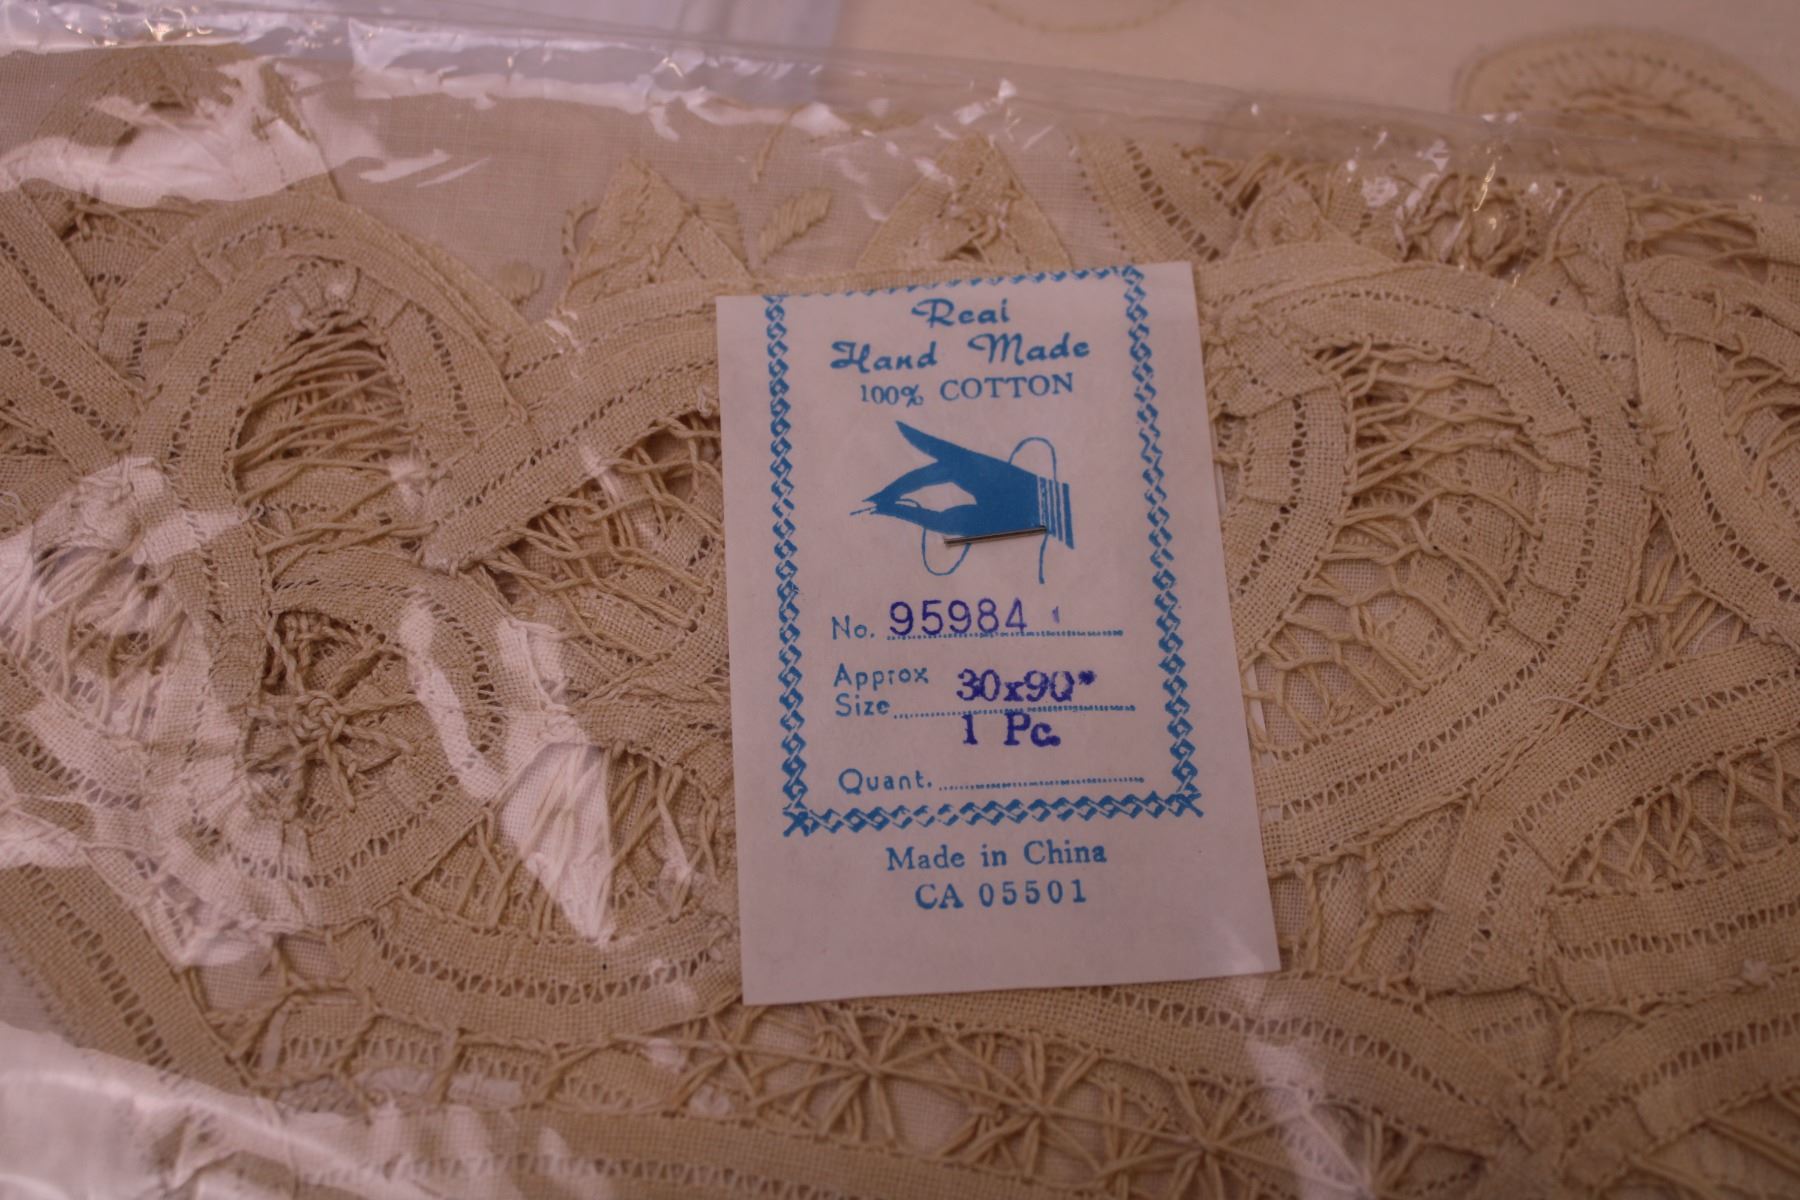 Real
Hand Made
100% COTTON
No. 95984
Approx
Size 30x90"
1 Pc.
Quant.
Made in China
CA 05501